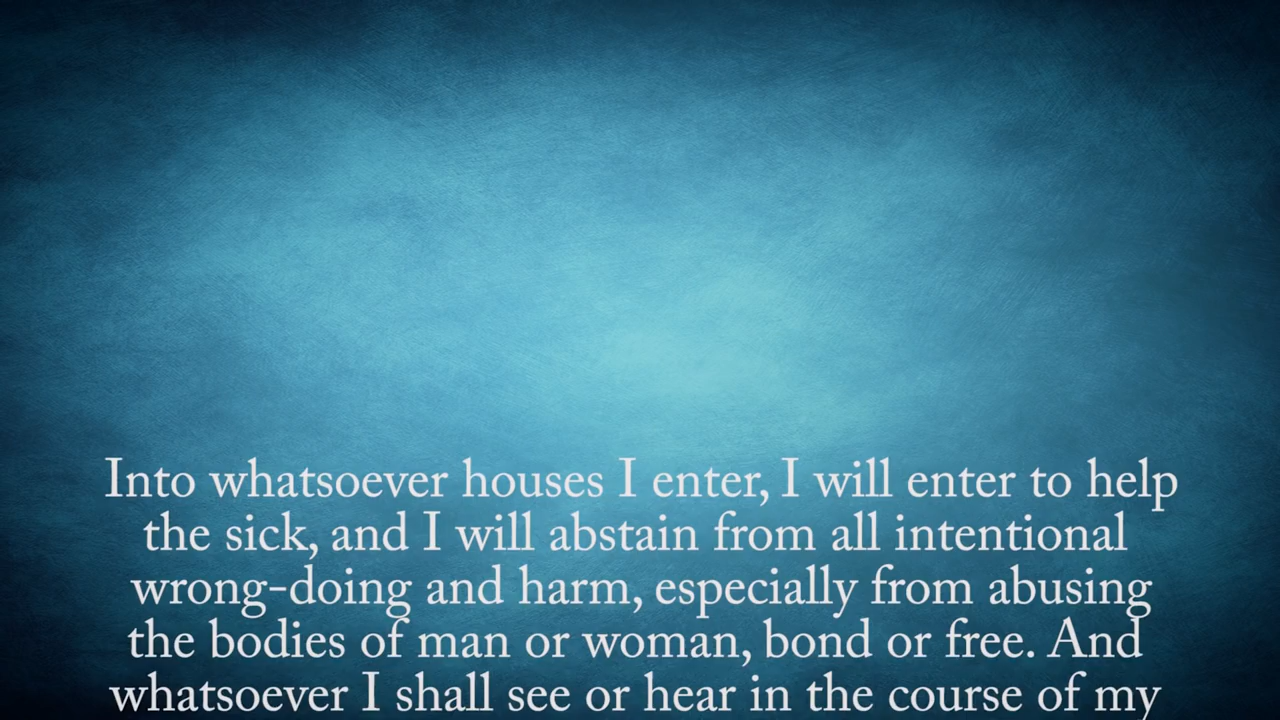 Into whatsoever houses I enter, I will enter to help
the sick, and I will abstain from all intentional
wrong-doing and harm, especially from abusing
the bodies of man or woman, bond or free. And
whatsoever I shall see or hear in the course of my